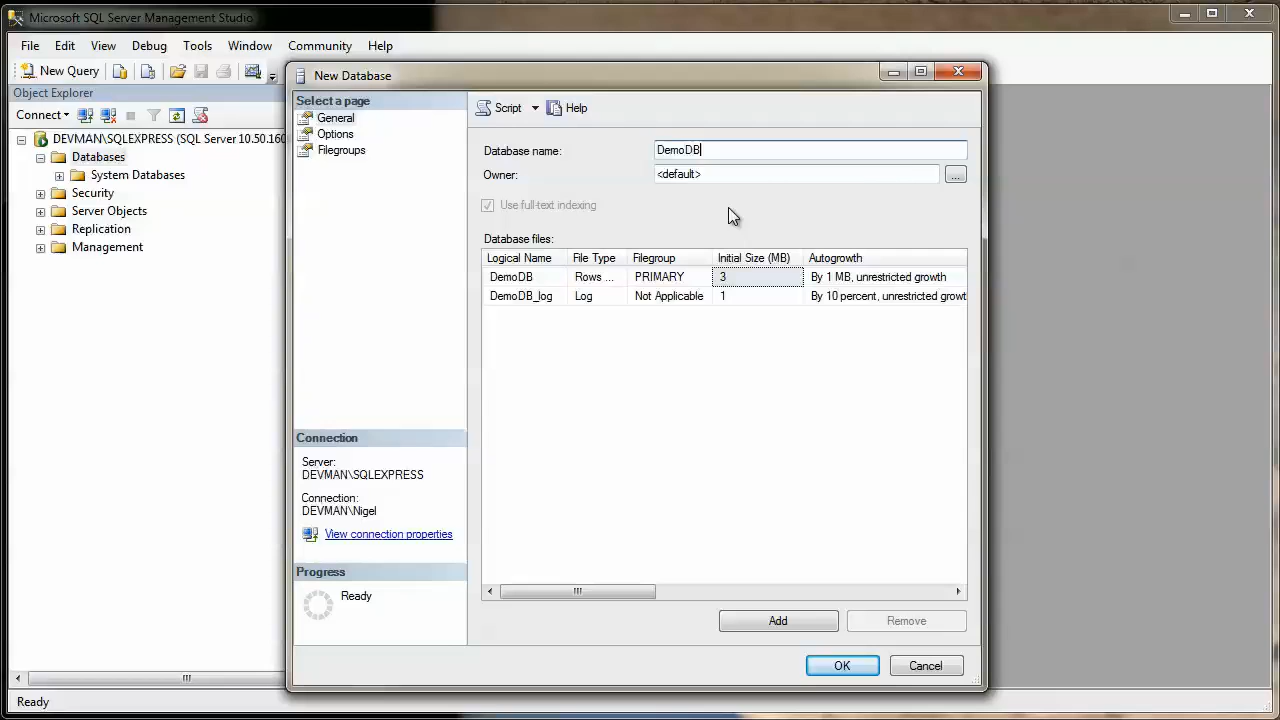 Microsoft SQL Server Management Studio
File Edit View Debug Tools Window Community Help
New Query
Object Explorer
Connect
DEVMAN\SQLEXPRESS (SQL Server 10.50.160
Databases
System Databases
Security
Server Objects
Replication
Management
Ready
New Database
Select a page
General
Options
Filegroups
Connection
Server:
DEVMAN\SQLEXPRESS
Connection:
DEVMAN\Nigel
View connection properties
Progress
Ready
Script Help
Database name: DemoDB
Owner: <default> ...
Use full-text indexing
Database files:
Logical Name File Type Filegroup Initial Size (MB) Autogrowth
DemoDB Rows ... PRIMARY 3 By 1 MB, unrestricted growth
DemoDB_log Log Not Applicable 1 By 10 percent, unrestricted growt
Add Remove
OK Cancel